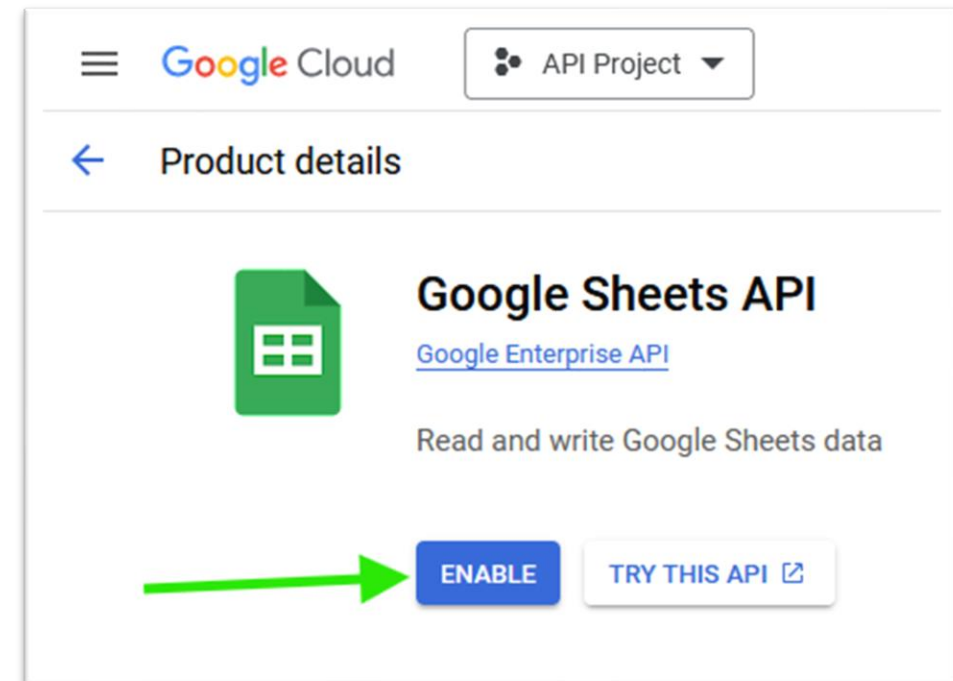 Google Cloud
API Project
Product details
Google Sheets API
Google Enterprise API
Read and write Google Sheets data
ENABLE
TRY THIS API